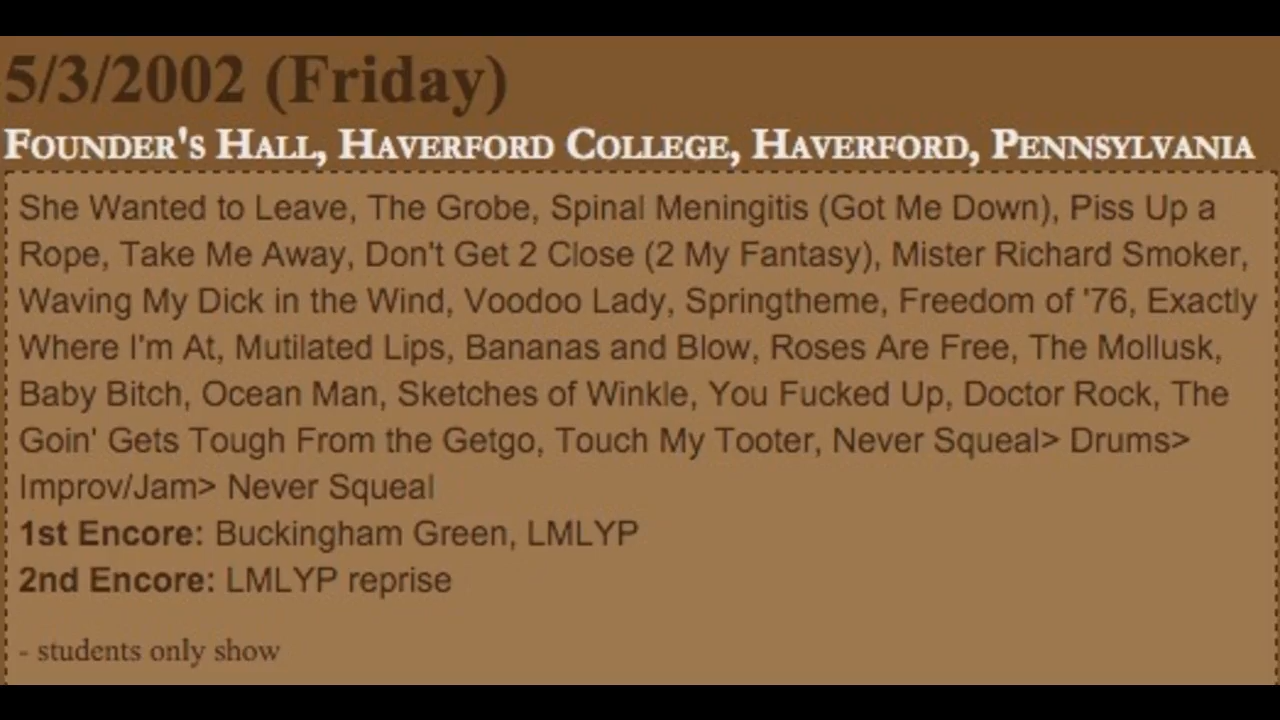 5/3/2002 (Friday)
Founder's Hall, Haverford College, Haverford, Pennsylvania
She Wanted to Leave, The Grobe, Spinal Meningitis (Got Me Down), Piss Up a
Rope, Take Me Away, Don't Get 2 Close (2 My Fantasy), Mister Richard Smoker,
Waving My Dick in the Wind, Voodoo Lady, Springtheme, Freedom of '76, Exactly
Where I'm At, Mutilated Lips, Bananas and Blow, Roses Are Free, The Mollusk,
Baby Bitch, Ocean Man, Sketches of Winkle, You Fucked Up, Doctor Rock, The
Goin' Gets Tough From the Getgo, Touch My Tooter, Never Squeal> Drums>
Improv/Jam> Never Squeal
1st Encore: Buckingham Green, LMLYP
2nd Encore: LMLYP reprise
- students only show